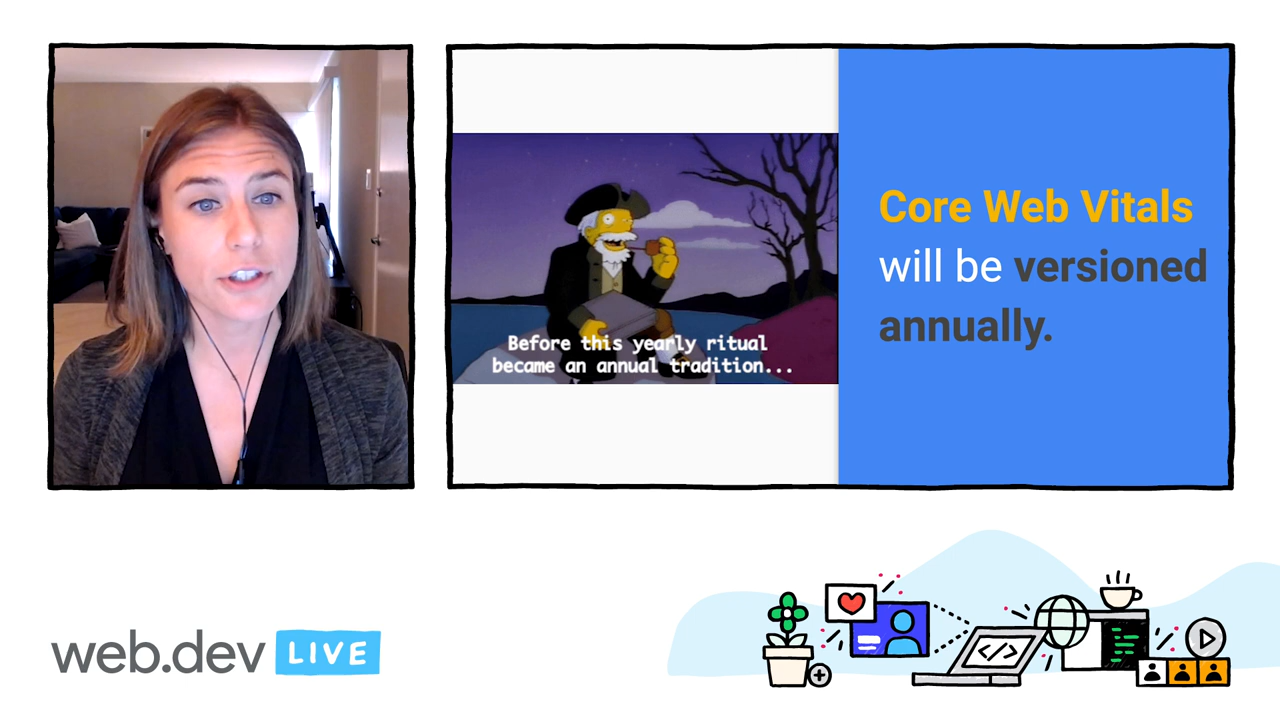 Core Web Vitals
will be versioned
annually.
Before this yearly ritual
became an annual tradition...
web.dev LIVE
</>